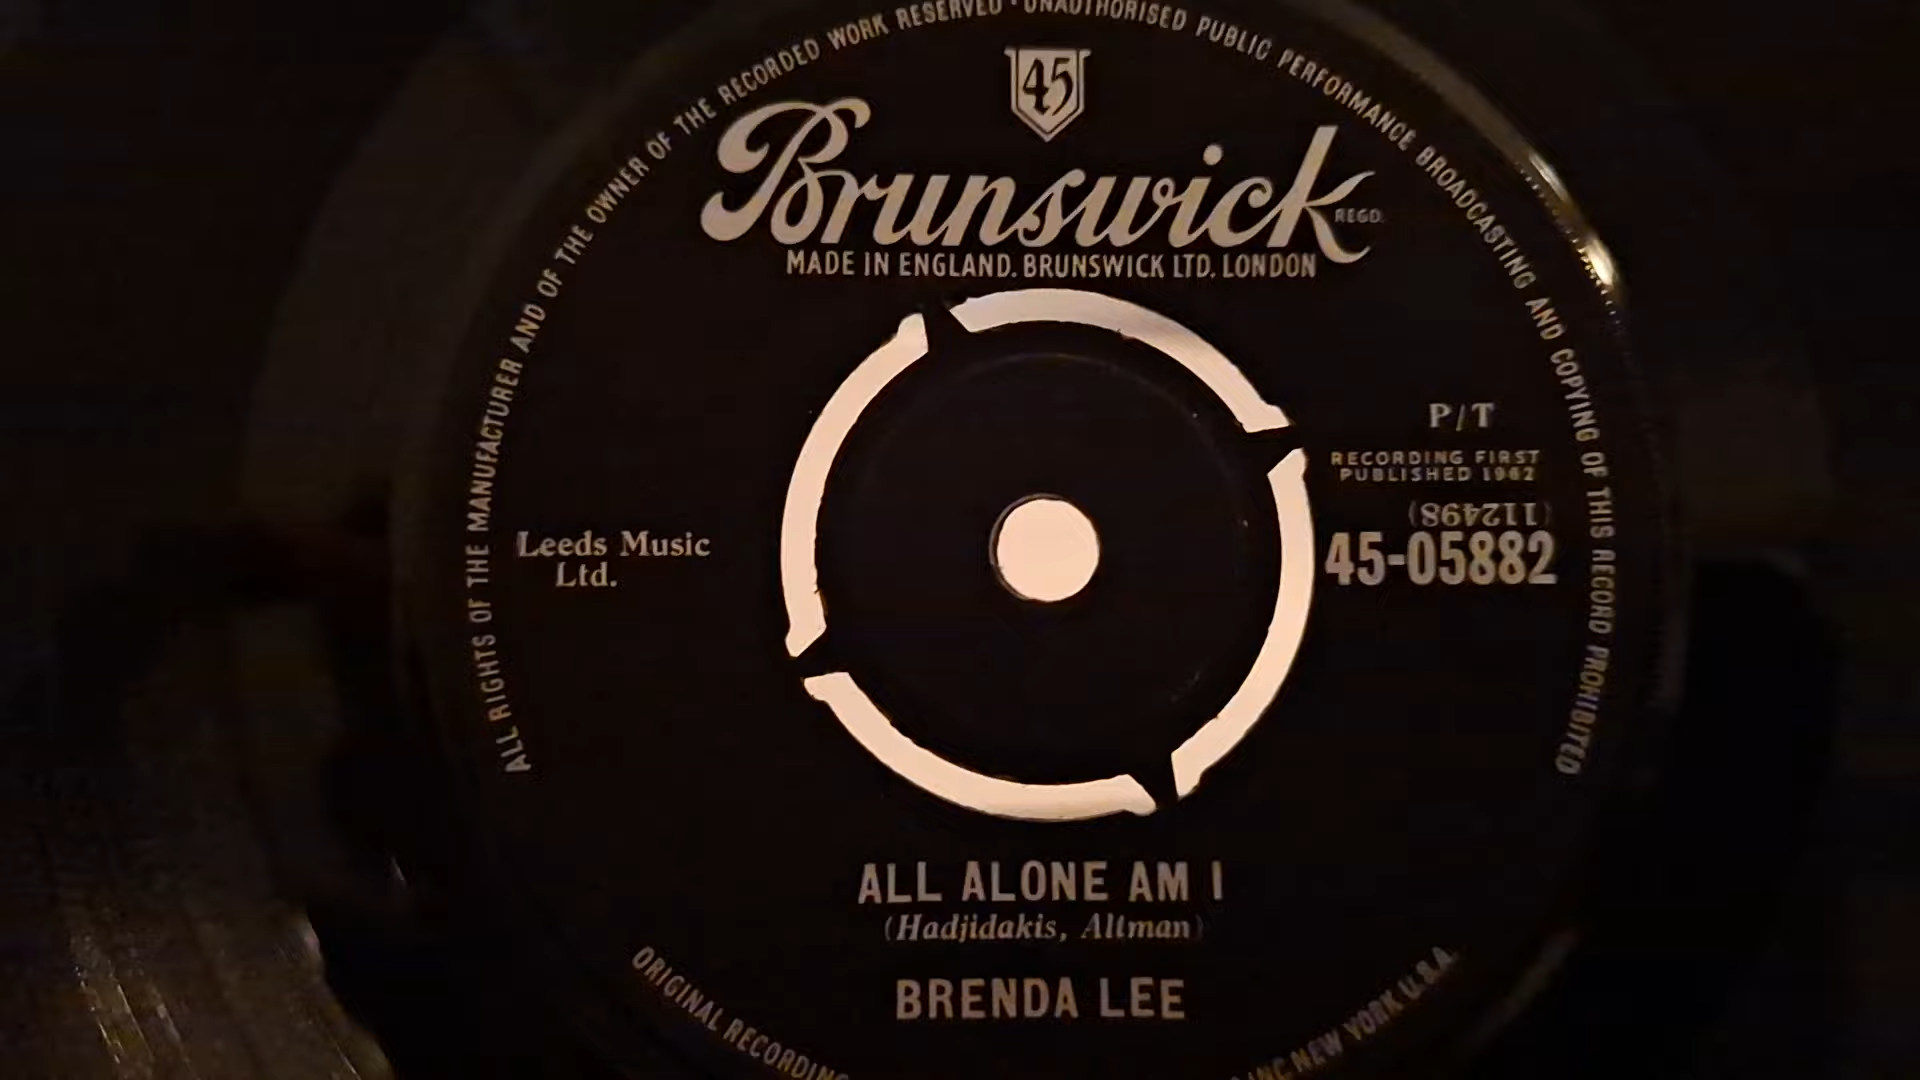 ALL RIGHTS OF THE MANUFACTURER AND OF THE OWNER OF THE RECORDED WORK RESERVED · UNAUTHORISED PUBLIC PERFORMANCE BROADCASTING AND COPYING OF THIS RECORD PROHIBITED
45
Brunswick REGD.
MADE IN ENGLAND. BRUNSWICK LTD. LONDON
P/T
RECORDING FIRST
PUBLISHED 1962
(112498)
45-05882
Leeds Music
Ltd.
ALL ALONE AM I
(Hadjidakis, Altman)
BRENDA LEE
ORIGINAL RECORDING
INC NEW YORK U.S.A.